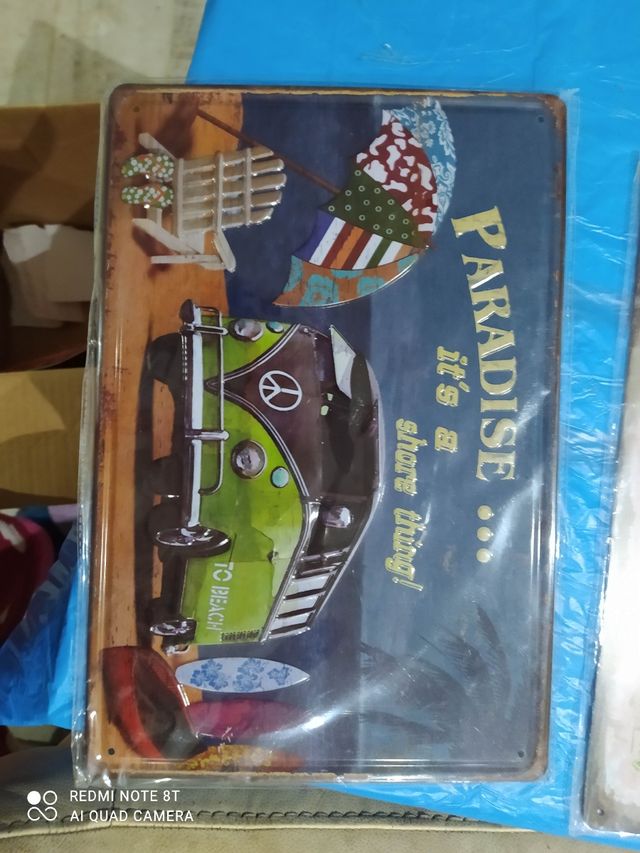 PARADISE ...
it's a
shore thing!
TO BEACH
REDMI NOTE 8T
AI QUAD CAMERA